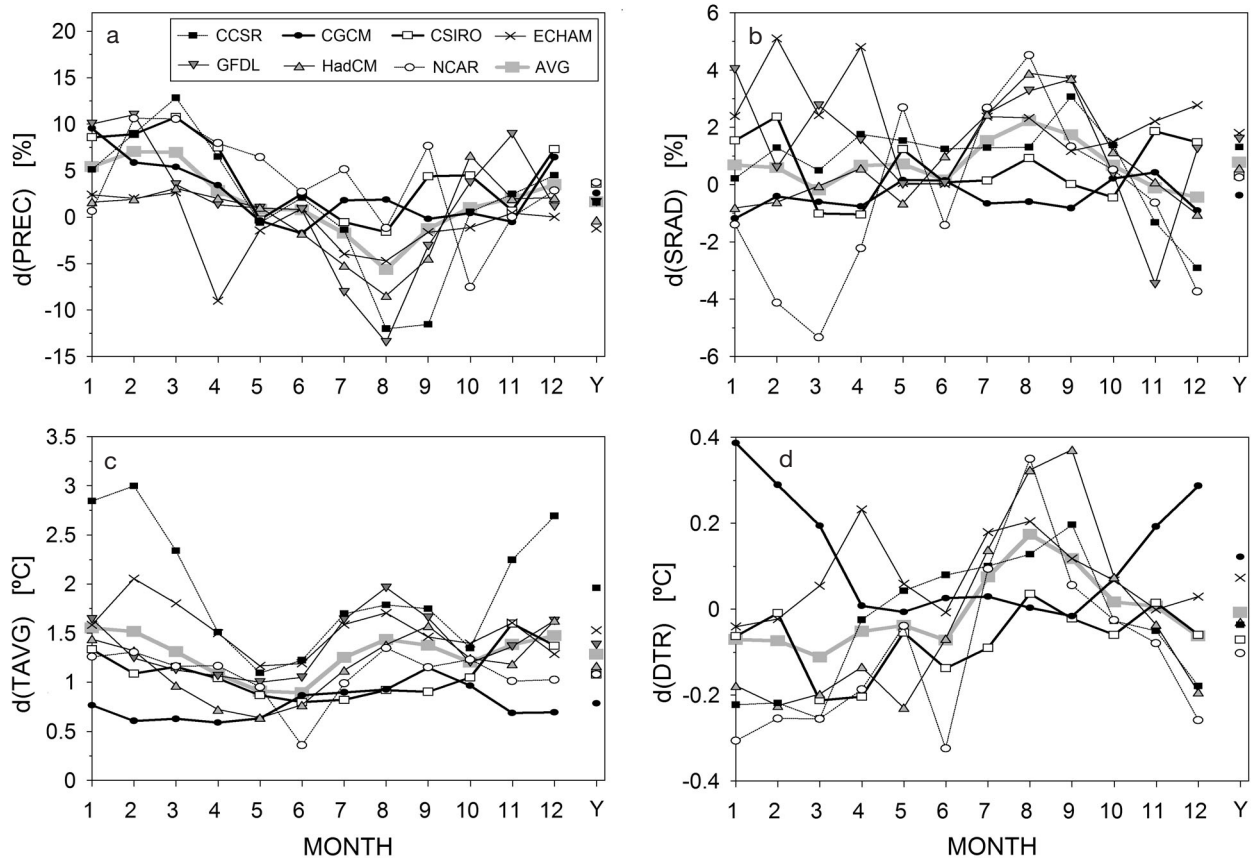 a
CCSR CGCM CSIRO ECHAM
GFDL HadCM NCAR AVG
d(PREC) [%]
20
15
10
5
0
-5
-10
-15
1 2 3 4 5 6 7 8 9 10 11 12 Y
b
d(SRAD) [%]
6
4
2
0
-2
-4
-6
1 2 3 4 5 6 7 8 9 10 11 12 Y
c
d(TAVG) [ºC]
3.5
3
2.5
2
1.5
1
0.5
0
1 2 3 4 5 6 7 8 9 10 11 12 Y
MONTH
d
d(DTR) [ºC]
0.4
0.2
0
-0.2
-0.4
1 2 3 4 5 6 7 8 9 10 11 12 Y
MONTH